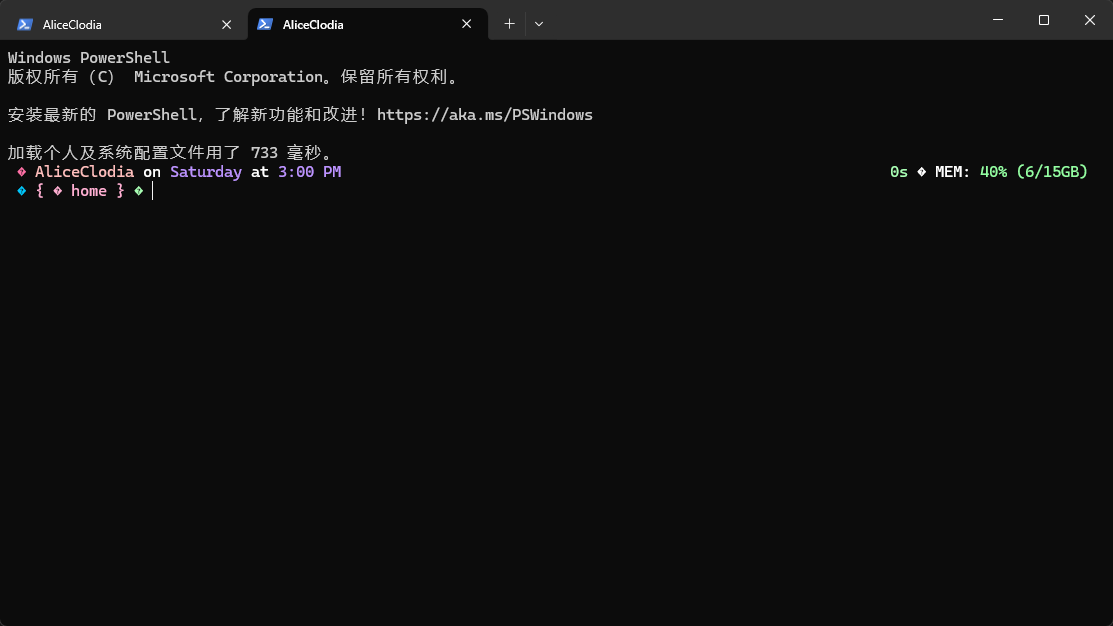 AliceClodia
AliceClodia
Windows PowerShell
版权所有 (C) Microsoft Corporation。保留所有权利。
安装最新的 PowerShell,了解新功能和改进!https://aka.ms/PSWindows
加载个人及系统配置文件用了 733 毫秒。
� AliceClodia on Saturday at 3:00 PM 0s � MEM: 40% (6/15GB)
� { � home } �